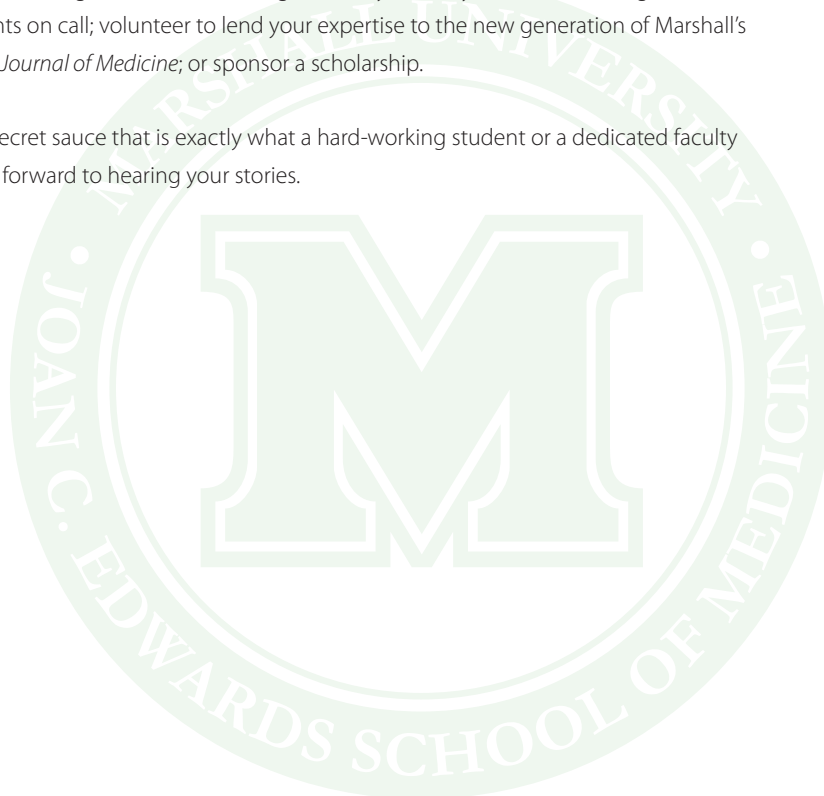 nts on call; volunteer to lend your expertise to the new generation of Marshall’s
Journal of Medicine; or sponsor a scholarship.
ecret sauce that is exactly what a hard-working student or a dedicated faculty
forward to hearing your stories.
MARSHALL UNIVERSITY
JOAN C. EDWARDS SCHOOL OF MEDICINE
M